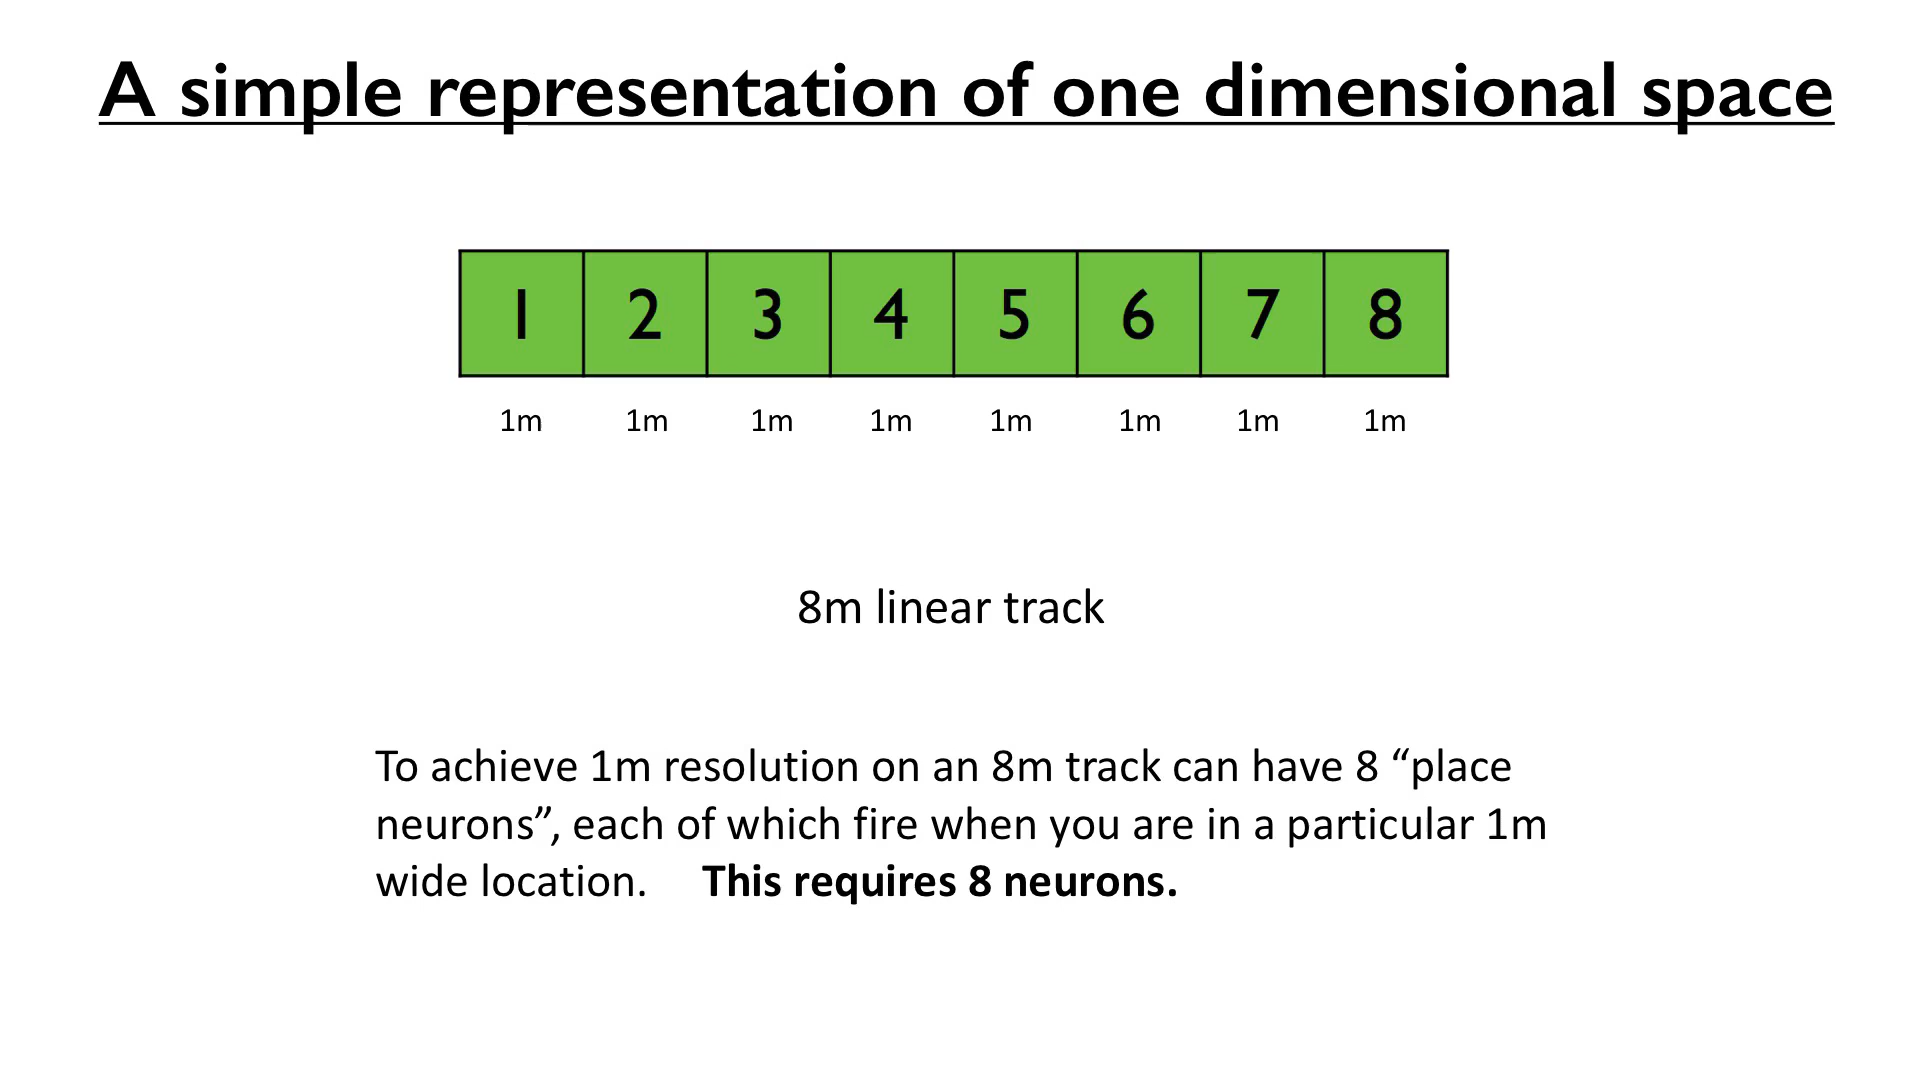 A simple representation of one dimensional space
1 2 3 4 5 6 7 8
1m 1m 1m 1m 1m 1m 1m 1m
8m linear track
To achieve 1m resolution on an 8m track can have 8 “place
neurons”, each of which fire when you are in a particular 1m
wide location. This requires 8 neurons.